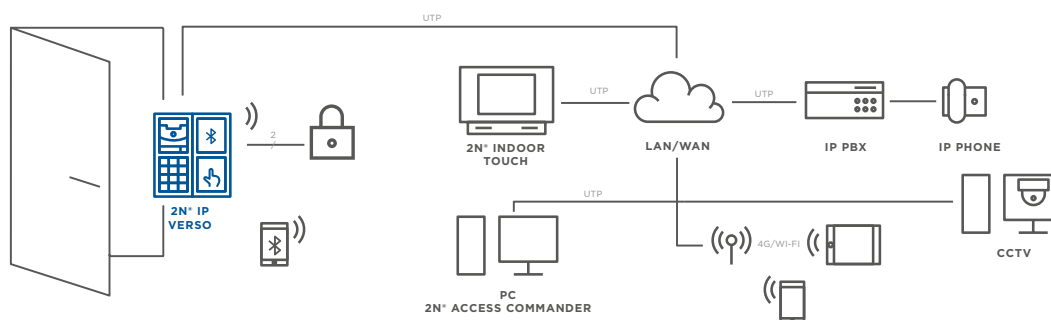 UTP
UTP
UTP
2
2N® INDOOR
TOUCH
LAN/WAN
IP PBX
IP PHONE
2N® IP
VERSO
UTP
4G/WI-FI
CCTV
PC
2N® ACCESS COMMANDER